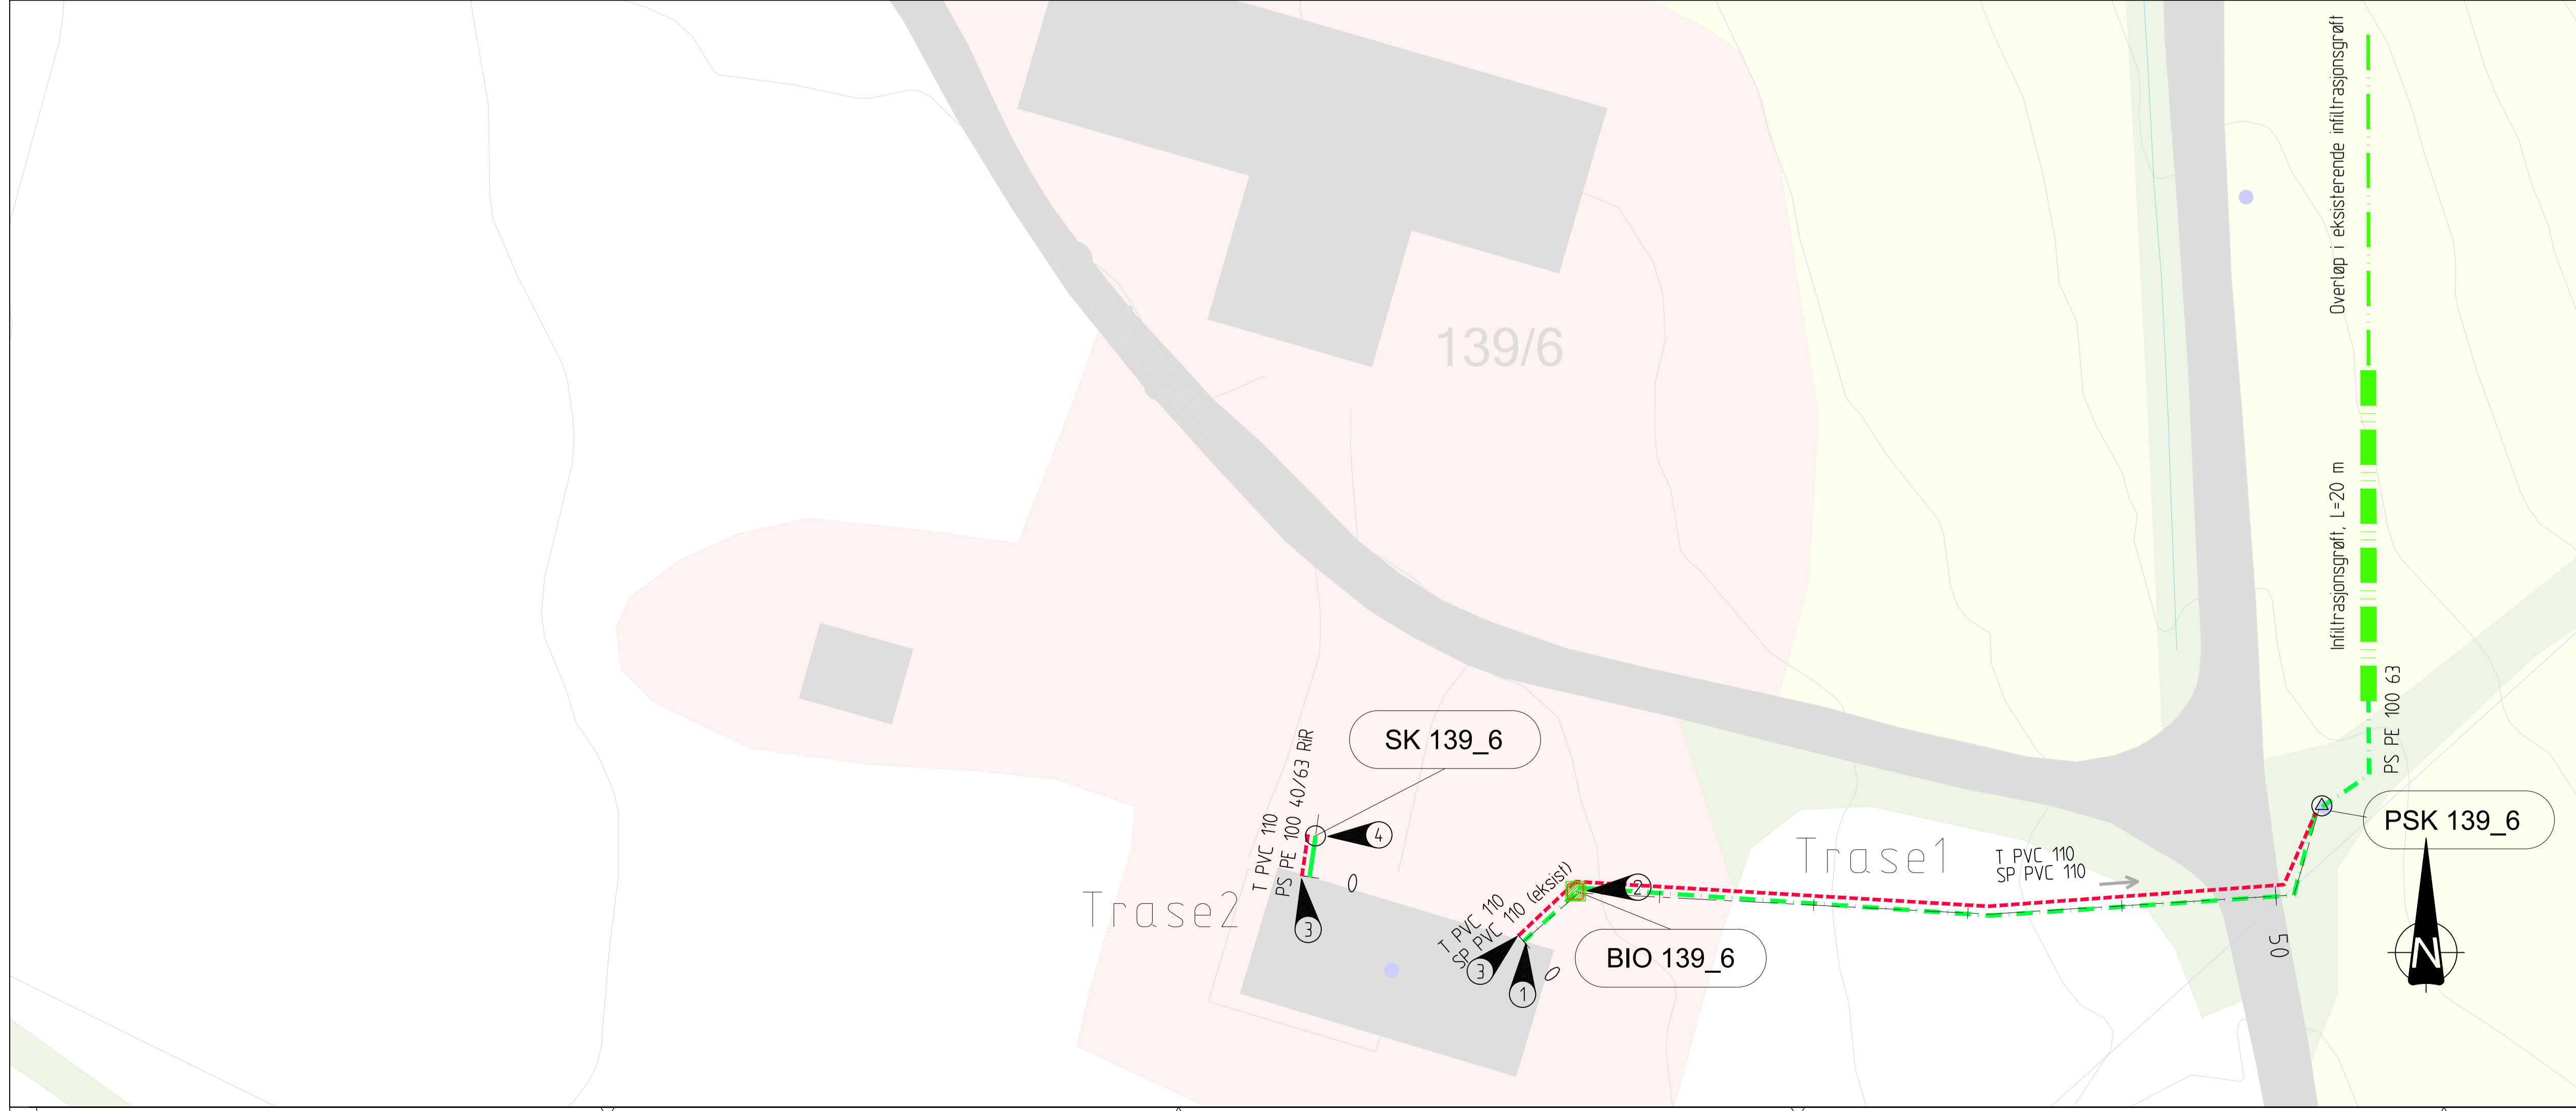 Overløp i eksisterende infiltrasjonsgrøft
139/6
Infiltrasjonsgrøft, L=20 m
PS PE 100 63
SK 139_6
T PVC 110
PS PE 100 40/63 RiR
4
0
3
Trase2
T PVC 110
SP PVC 110 (eksist)
2
3
1
0
BIO 139_6
Trase1
T PVC 110
SP PVC 110
50
PSK 139_6
N